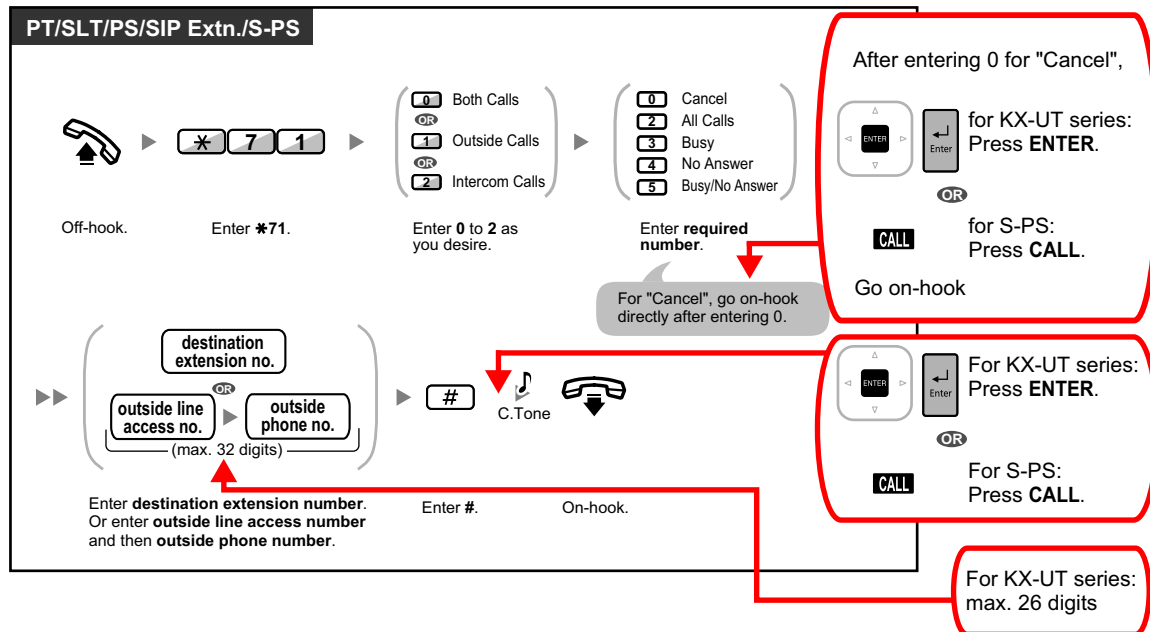 PT/SLT/PS/SIP Extn./S-PS
Off-hook.
✱ 7 1
Enter ✱71.
0 Both Calls
OR
1 Outside Calls
OR
2 Intercom Calls
Enter 0 to 2 as
you desire.
0 Cancel
2 All Calls
3 Busy
4 No Answer
5 Busy/No Answer
Enter required
number.
For "Cancel", go on-hook
directly after entering 0.
After entering 0 for "Cancel",
ENTER
Enter
for KX-UT series:
Press ENTER.
OR
CALL
for S-PS:
Press CALL.
Go on-hook
destination
extension no.
OR
outside line
access no.
outside
phone no.
(max. 32 digits)
Enter destination extension number.
Or enter outside line access number
and then outside phone number.
#
Enter #.
C.Tone
On-hook.
ENTER
Enter
For KX-UT series:
Press ENTER.
OR
CALL
For S-PS:
Press CALL.
For KX-UT series:
max. 26 digits